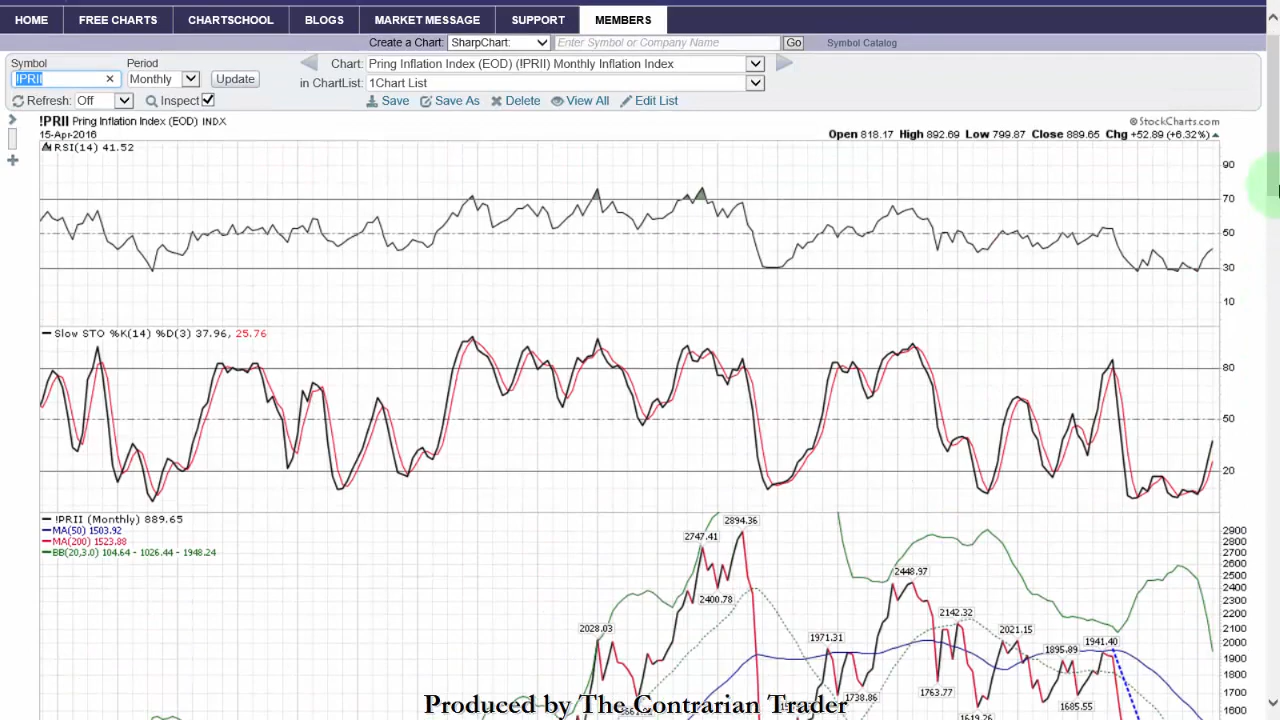 HOME FREE CHARTS CHARTSCHOOL BLOGS MARKET MESSAGE SUPPORT MEMBERS
Create a Chart: SharpChart: Enter Symbol or Company Name Go Symbol Catalog
Symbol Period Chart: Pring Inflation Index (EOD) (!PRII) Monthly Inflation Index
!PRII Monthly Update in ChartList: 1Chart List
Refresh: Off Inspect Save Save As Delete View All Edit List
!PRII Pring Inflation Index (EOD) INDX © StockCharts.com
15-Apr-2016 Open 818.17 High 892.69 Low 799.87 Close 889.65 Chg +52.89 (+6.32%)
RSI(14) 41.52
90
70
50
30
10
Slow STO %K(14) %D(3) 37.96, 25.76
80
50
20
!PRII (Monthly) 889.65
MA(50) 1503.92
MA(200) 1523.88
BB(20,3.0) 104.64 - 1026.44 - 1948.24
2894.36
2747.41
2448.97
2400.78
2142.32
2028.03
2021.15
1971.31
1941.40
1895.89
1763.77
1738.86
1685.55
1619.26
2900
2800
2700
2600
2500
2400
2300
2200
2100
2000
1900
1800
1700
1600
Produced by The Contrarian Trader